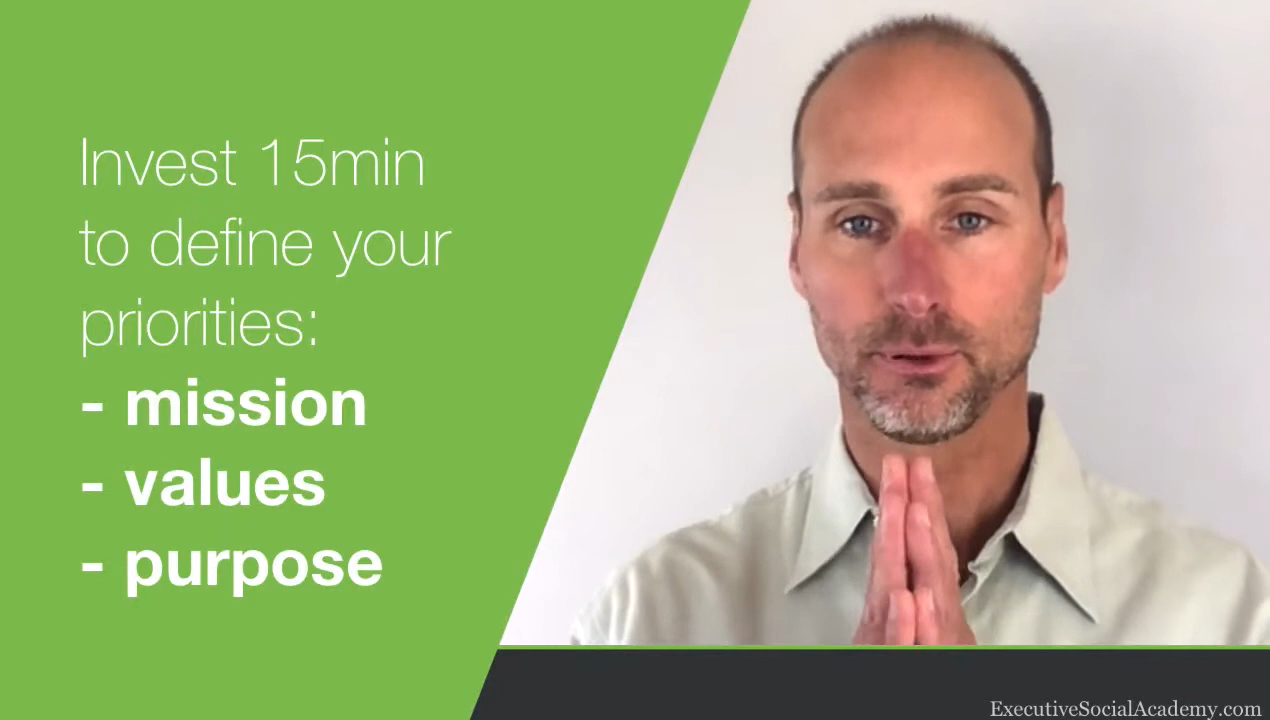 Invest 15min
to define your
priorities:
- mission
- values
- purpose
ExecutiveSocialAcademy.com